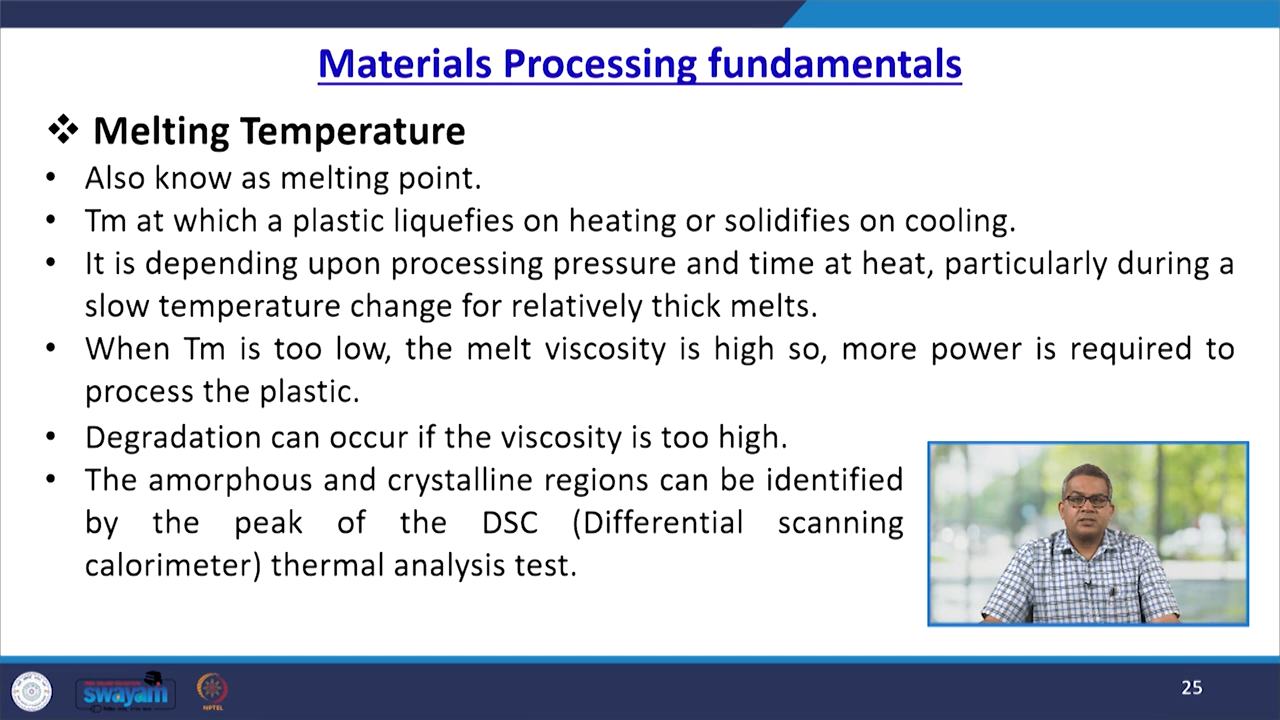 Materials Processing fundamentals
❖ Melting Temperature
• Also know as melting point.
• Tm at which a plastic liquefies on heating or solidifies on cooling.
• It is depending upon processing pressure and time at heat, particularly during a
slow temperature change for relatively thick melts.
• When Tm is too low, the melt viscosity is high so, more power is required to
process the plastic.
• Degradation can occur if the viscosity is too high.
• The amorphous and crystalline regions can be identified
by the peak of the DSC (Differential scanning
calorimeter) thermal analysis test.
swayam
NPTEL
25